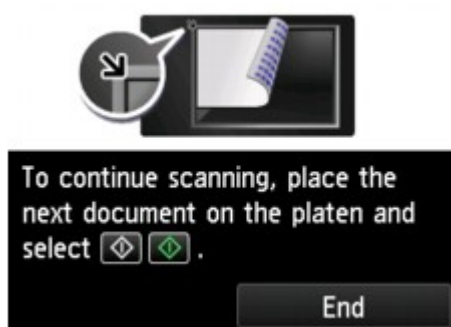 To continue scanning, place the
next document on the platen and
select .
End